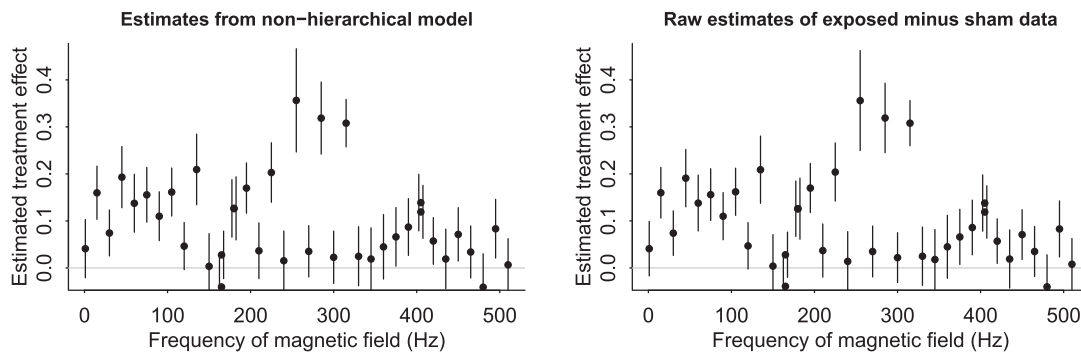 Estimates from non−hierarchical model
Estimated treatment effect
0.0 0.1 0.2 0.3 0.4
0 100 200 300 400 500
Frequency of magnetic field (Hz)
Raw estimates of exposed minus sham data
Estimated treatment effect
0.0 0.1 0.2 0.3 0.4
0 100 200 300 400 500
Frequency of magnetic field (Hz)